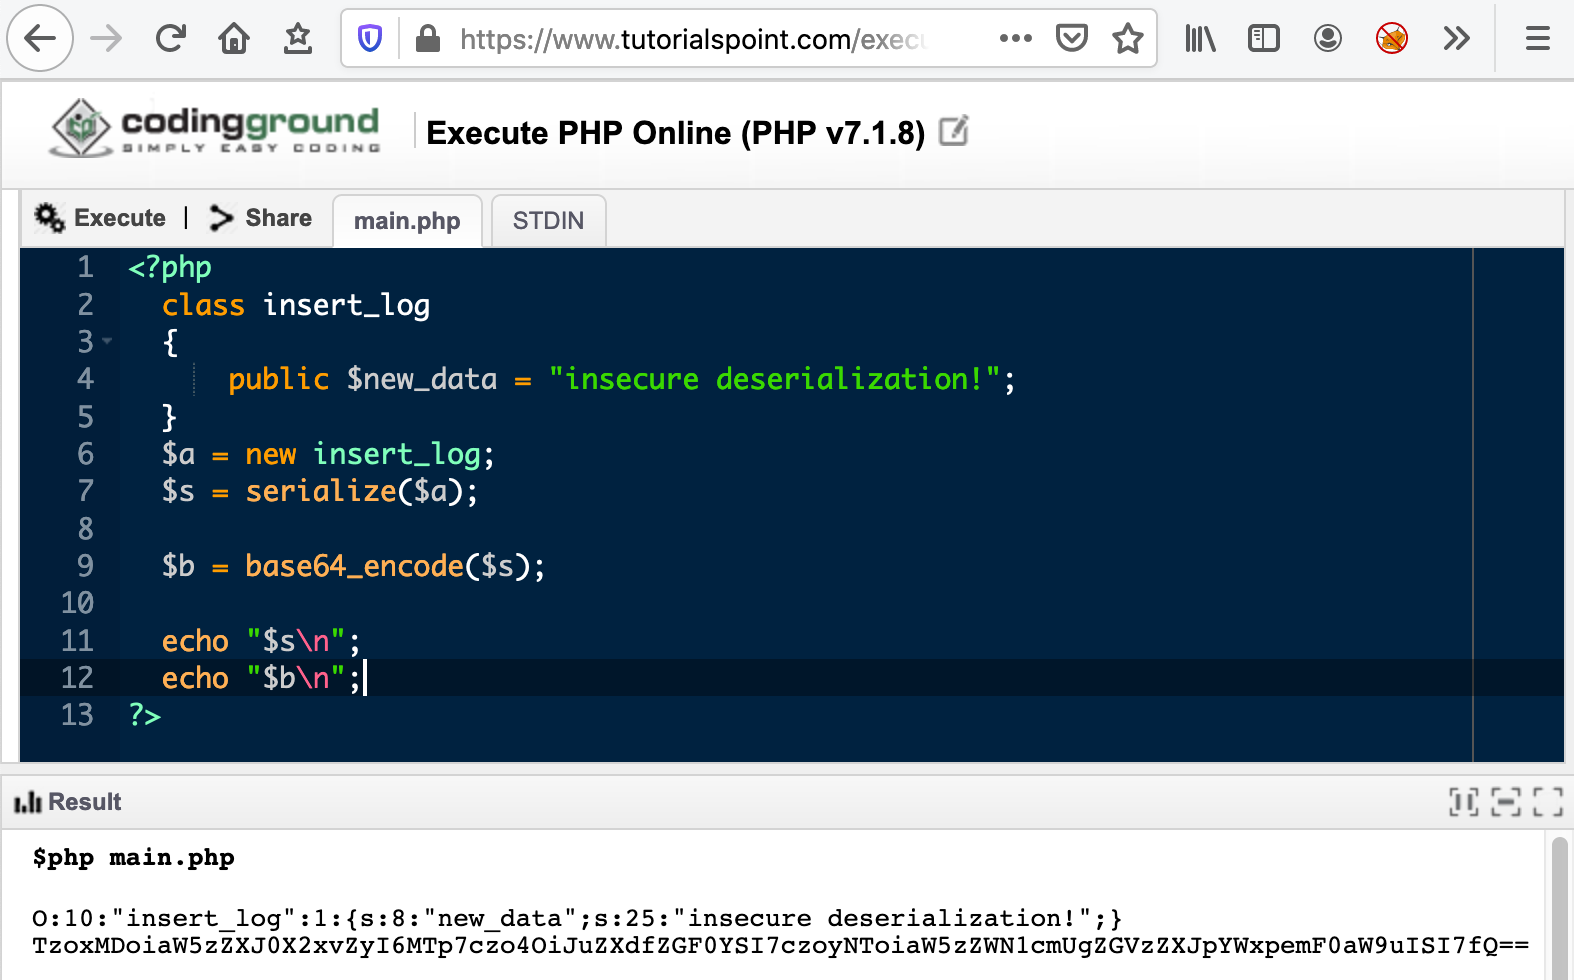 https://www.tutorialspoint.com/exec
codingground
SIMPLY EASY CODING
Execute PHP Online (PHP v7.1.8)
Execute | Share main.php STDIN
1 <?php
2 class insert_log
3 {
4 public $new_data = "insecure deserialization!";
5 }
6 $a = new insert_log;
7 $s = serialize($a);
8
9 $b = base64_encode($s);
10
11 echo "$s\n";
12 echo "$b\n";
13 ?>
Result
$php main.php
O:10:"insert_log":1:{s:8:"new_data";s:25:"insecure deserialization!";}
TzoxMDoiaW5zZXJ0X2xvZyI6MTp7czo4OiJuZXdfZGF0YSI7czoyNToiaW5zZWN1cmUgZGVzZXJpYWxpemF0aW9uISI7fQ==